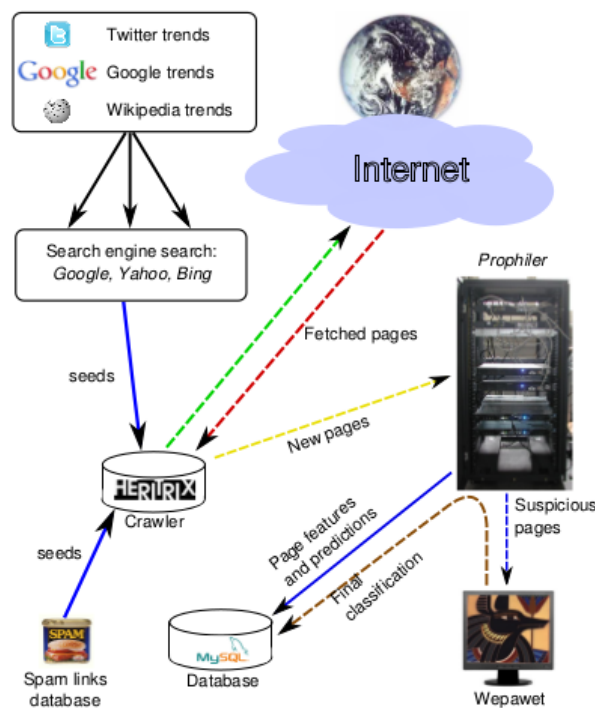 Twitter trends
Google Google trends
Wikipedia trends
Internet
Search engine search:
Google, Yahoo, Bing
Prophiler
Fetched pages
seeds
New pages
HERITRIX
Crawler
Suspicious
pages
Page features
and predictions
seeds
Final
classification
SPAM
MySQL
Spam links
database
Database
Wepawet